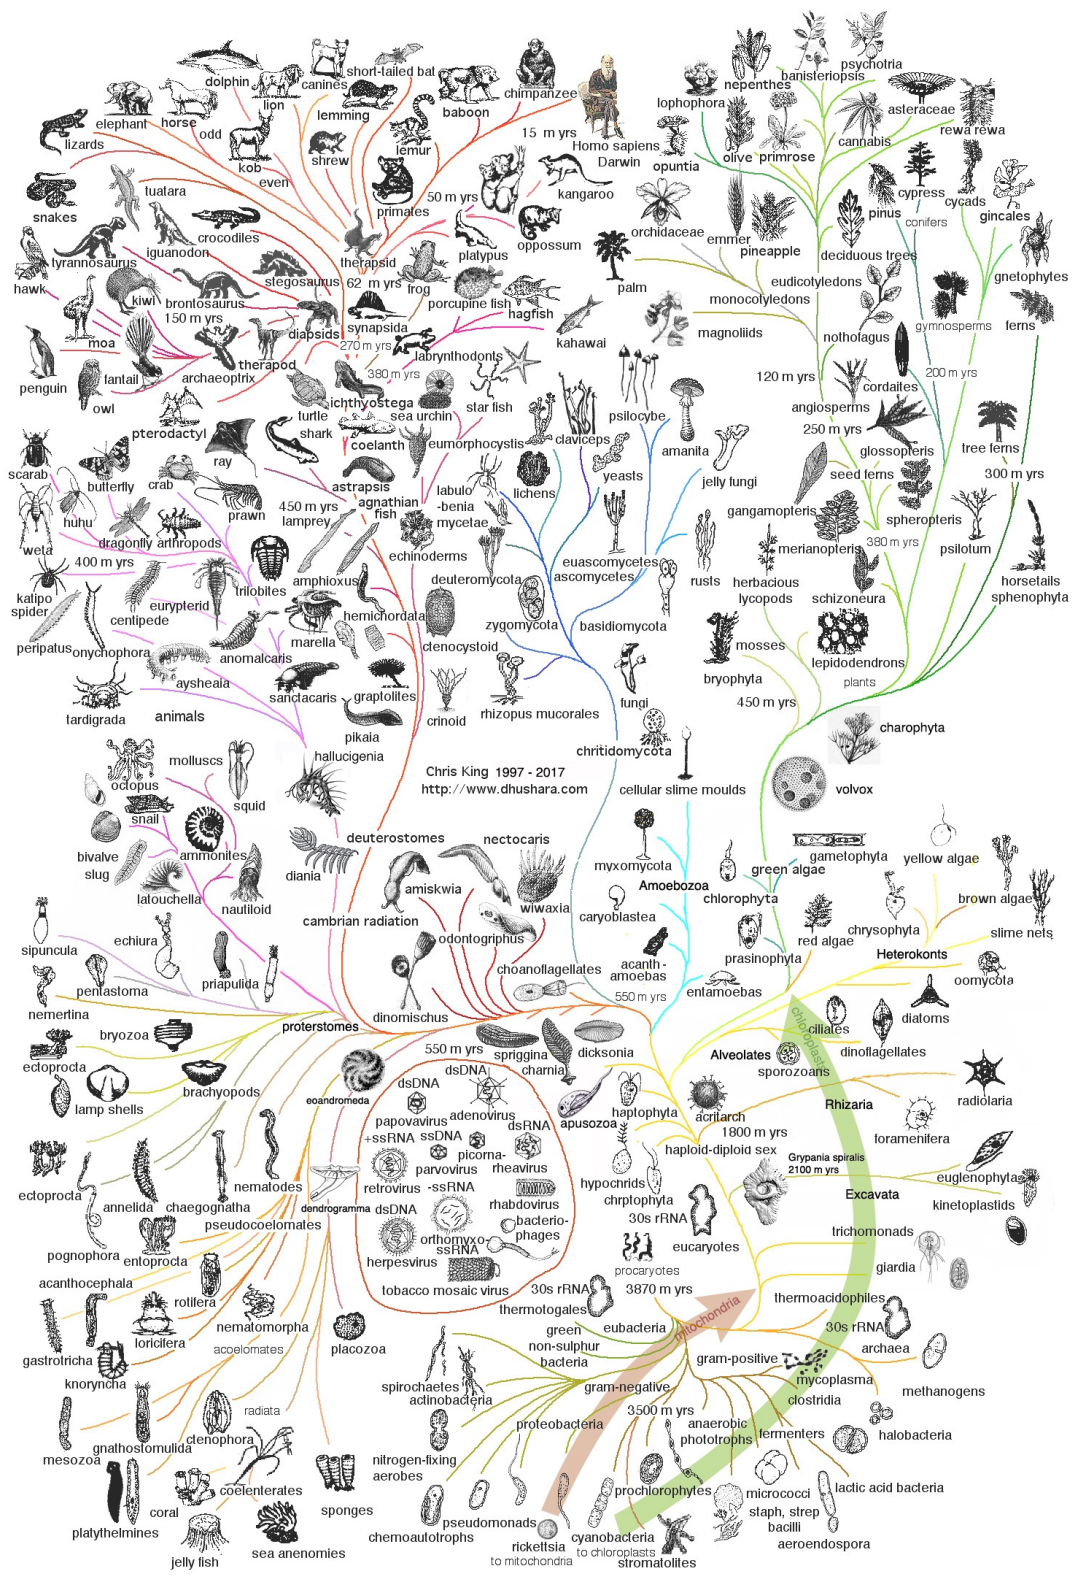 dolphin
canines
short-tailed bat
lion
lemming
baboon
chimpanzee
elephant
horse
odd
lizards
kob
even
shrew
lemur
15 m yrs
Homo sapiens
Darwin
primates
50 m yrs
kangaroo
snakes
tuatara
crocodiles
iguanodon
tyrannosaurus
therapsid
platypus
oppossum
hawk
kiwi
brontosaurus
150 m yrs
stegosaurus
62 m yrs
frog
porcupine fish
hagfish
moa
diapsids
synapsida
270 m yrs
kahawai
labrynthodonts
penguin
fantail
archaeoptrix
therapod
380 m yrs
owl
ichthyostega
turtle
sea urchin
star fish
pterodactyl
shark
coelanth
eumorphocystis
ray
scarab
butterfly
crab
astrapsis
agnathian
fish
450 m yrs
lamprey
prawn
huhu
weta
dragonfly
arthropods
400 m yrs
echinoderms
katipo
spider
centipede
eurypterid
trilobites
amphioxus
hemichordata
marella
ctenocystoid
peripatus
onychophora
anomalcaris
aysheaia
sanctacaris
graptolites
crinoid
tardigrada
animals
pikaia
hallucigenia
psychotria
banisteriopsis
nepenthes
lophophora
asteraceae
rewa rewa
opuntia
olive
primrose
cannabis
cypress
cycads
pinus
conifers
gincales
orchidaceae
emmer
pineapple
deciduous trees
gnetophytes
palm
eudicotyledons
monocolyledons
magnoliids
nothofagus
gymnosperms
ferns
120 m yrs
cordaites
200 m yrs
angiosperms
250 m yrs
glossopteris
tree ferns
seed ferns
300 m yrs
gangamopteris
spheropteris
merianopteris
380 m yrs
psilotum
horsetails
sphenophyta
schizoneura
herbacious
lycopods
mosses
lepidodendrons
bryophyta
plants
450 m yrs
charophyta
volvox
psilocybe
claviceps
amanita
yeasts
jelly fungi
lichens
labulo
-benia
mycetae
euascomycetes
ascomycetes
deuteromycota
rusts
zygomycota
basidiomycota
rhizopus mucorales
fungi
chritidomycota
cellular slime moulds
Chris King 1997 - 2017
http://www.dhushara.com
octopus
molluscs
squid
snail
bivalve
ammonites
slug
latouchella
nautiloid
deuterostomes
diania
nectocaris
amiskwia
wiwaxia
cambrian radiation
odontogriphus
choanoflagellates
dinomischus
550 m yrs
myxomycota
Amoebozoa
caryoblastea
acanth-
amoebas
entamoebas
gametophyta
green algae
chlorophyta
prasinophyta
red algae
yellow algae
brown algae
chrysophyta
slime nets
Heterokonts
oomycota
diatoms
chloroplasts
ciliates
dinoflagellates
Alveolates
sporozoans
sipuncula
echiura
pentastoma
priapulida
nemertina
bryozoa
proterstomes
ectoprocta
lamp shells
brachyopods
eoandromeda
550 m yrs
spriggina
charnia
dicksonia
apusozoa
haptophyta
acritarch
1800 m yrs
haploid-diploid sex
Rhizaria
radiolaria
foramenifera
Grypania spiralis
2100 m yrs
hypochrids
chrptophyta
Excavata
euglenophyta
kinetoplastids
trichomonads
giardia
dsDNA
papovavirus
dsDNA
adenovirus
+ssRNA
ssDNA
dsRNA
picorna-
parvovirus
rheavirus
retrovirus
-ssRNA
rhabdovirus
dsDNA
orthomyxo-
ssRNA
bacterio-
phages
herpesvirus
tobacco mosaic virus
ectoprocta
annelida
chaegognatha
nematodes
dendrogramma
pseudocoelomates
pognophora
entoprocta
acanthocephala
rotifera
nematomorpha
loricifera
acoelomates
placozoa
gastrotricha
knoryncha
radiata
mesozoa
gnathostomulida
ctenophora
coelenterates
coral
sponges
platythelmines
jelly fish
sea anenomies
30s rRNA
eucaryotes
procaryotes
3870 m yrs
30s rRNA
thermotogales
eubacteria
mitochondria
thermoacidophiles
30s rRNA
archaea
green
non-sulphur
bacteria
gram-positive
mycoplasma
methanogens
spirochaetes
actinobacteria
gram-negative
clostridia
3500 m yrs
proteobacteria
anaerobic
phototrophs
fermenters
halobacteria
nitrogen-fixing
aerobes
prochlorophytes
micrococci
lactic acid bacteria
staph, strep
bacilli
aeroendospora
pseudomonads
chemoautotrophs
rickettsia
to mitochondria
cyanobacteria
to chloroplasts
stromatolites